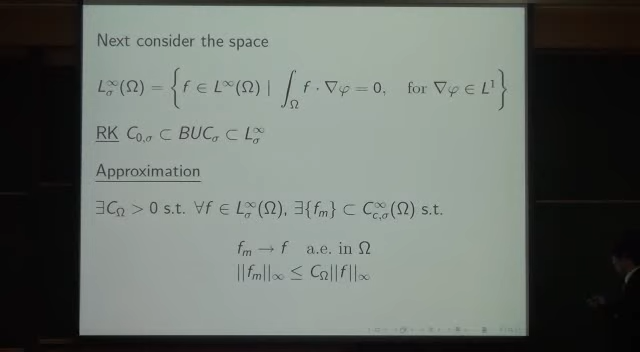 Next consider the space
L^∞_σ(Ω) = { f ∈ L^∞(Ω) | ∫_Ω f · ∇φ = 0, for ∇φ ∈ L^1 }
RK C_{0,σ} ⊂ BUC_σ ⊂ L^∞_σ
Approximation
∃C_Ω > 0 s.t. ∀f ∈ L^∞_σ(Ω), ∃{f_m} ⊂ C^∞_{c,σ}(Ω) s.t.
f_m → f a.e. in Ω
||f_m||_∞ ≤ C_Ω||f||_∞